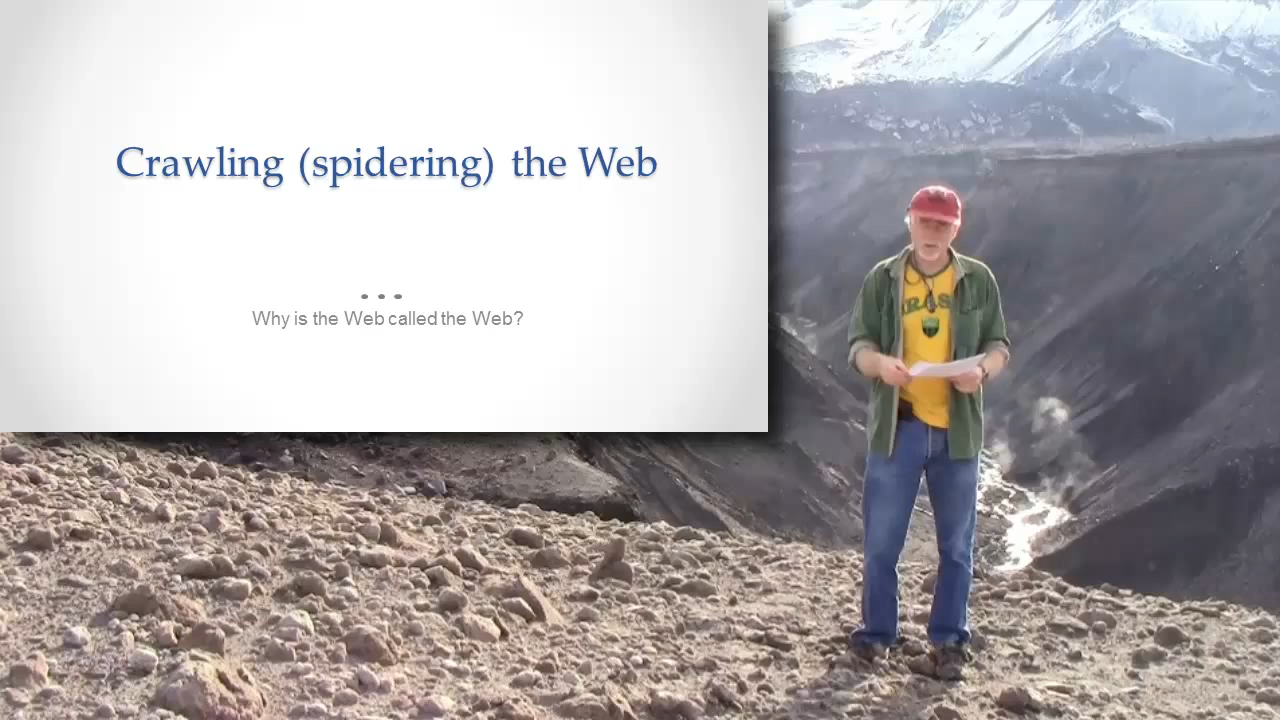 Crawling (spidering) the Web
Why is the Web called the Web?